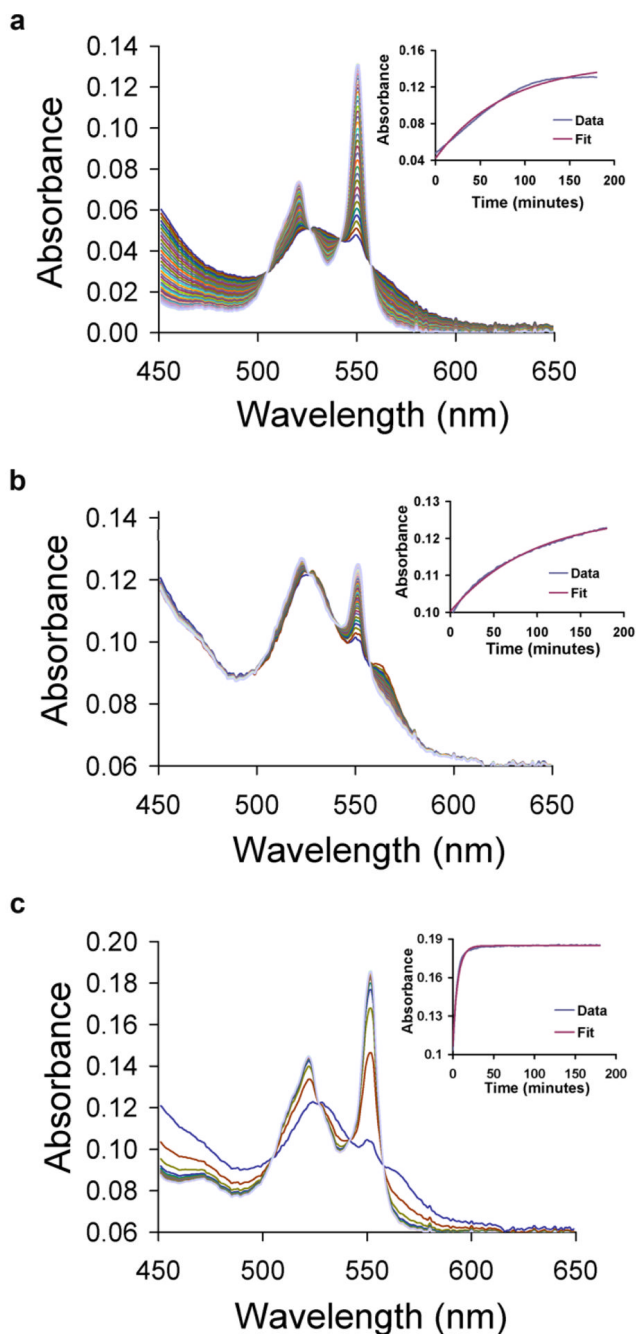 a
0.14
0.12
0.10
0.08
0.06
0.04
0.02
0.00
Absorbance
450 500 550 600 650
Wavelength (nm)
0.16
0.12
0.08
0.04
Absorbance
Data
Fit
0 50 100 150 200
Time (minutes)
b
0.14
0.12
0.10
0.08
0.06
Absorbance
450 500 550 600 650
Wavelength (nm)
0.13
0.12
0.11
0.10
Absorbance
Data
Fit
0 50 100 150 200
Time (minutes)
c
0.20
0.18
0.16
0.14
0.12
0.10
0.08
0.06
Absorbance
450 500 550 600 650
Wavelength (nm)
0.19
0.16
0.13
0.1
Absorbance
Data
Fit
0 50 100 150 200
Time (minutes)